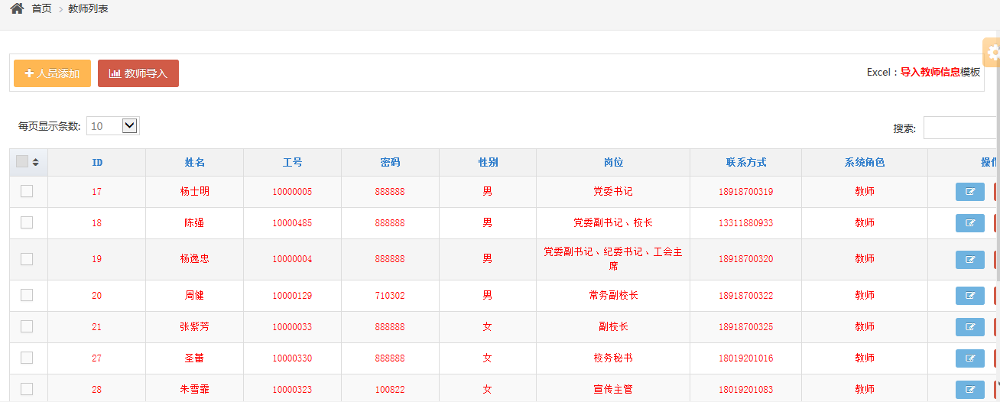 首页 > 教师列表
人员添加 教师导入 Excel：导入教师信息模板
每页显示条数: 10 搜索:
ID 姓名 工号 密码 性别 岗位 联系方式 系统角色
17 杨士明 10000005 888888 男 党委书记 18918700319 教师
18 陈强 10000485 888888 男 党委副书记、校长 13311880933 教师
19 杨逸忠 10000004 888888 男 党委副书记、纪委书记、工会主 18918700320 教师
席
20 周健 10000129 710302 男 常务副校长 18918700322 教师
21 张紫芳 10000033 888888 女 副校长 18918700325 教师
27 圣蕾 10000330 888888 女 校务秘书 18019201016 教师
28 朱雪霏 10000323 100822 女 宣传主管 18019201083 教师